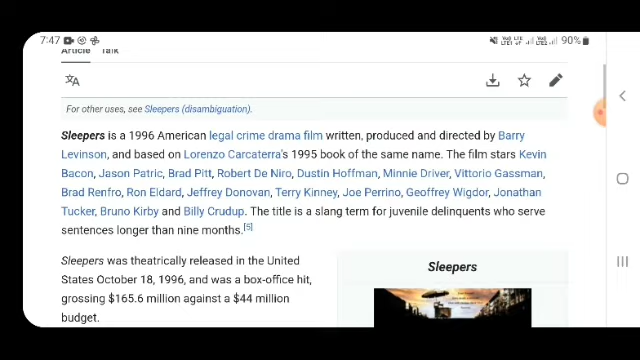 7:47
90%
Article Talk
For other uses, see Sleepers (disambiguation).
Sleepers is a 1996 American legal crime drama film written, produced and directed by Barry
Levinson, and based on Lorenzo Carcaterra's 1995 book of the same name. The film stars Kevin
Bacon, Jason Patric, Brad Pitt, Robert De Niro, Dustin Hoffman, Minnie Driver, Vittorio Gassman,
Brad Renfro, Ron Eldard, Jeffrey Donovan, Terry Kinney, Joe Perrino, Geoffrey Wigdor, Jonathan
Tucker, Bruno Kirby and Billy Crudup. The title is a slang term for juvenile delinquents who serve
sentences longer than nine months.[5]
Sleepers was theatrically released in the United
States October 18, 1996, and was a box-office hit,
grossing $165.6 million against a $44 million
budget.
Sleepers